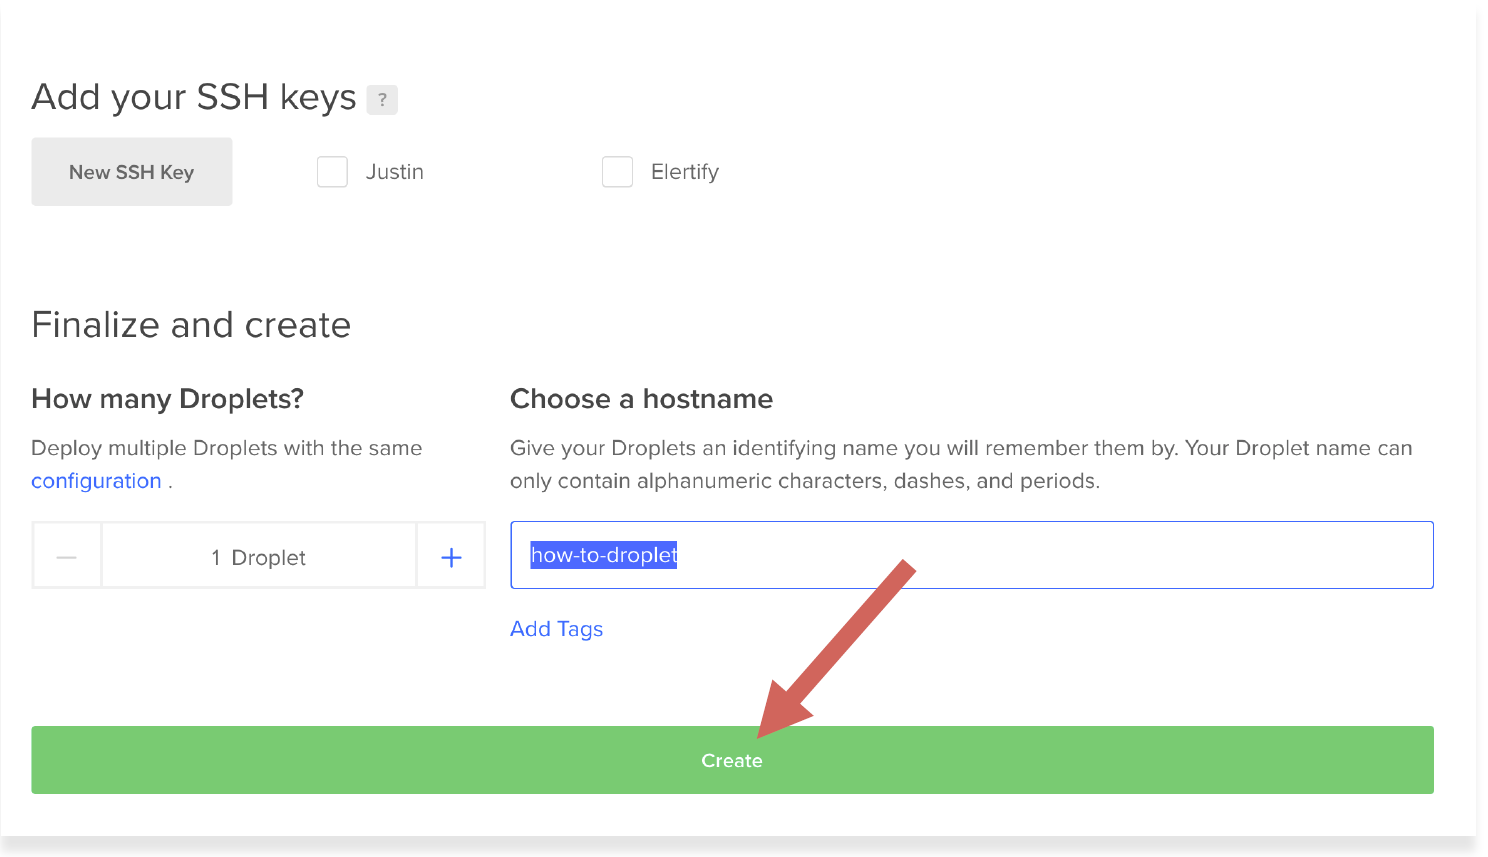 Add your SSH keys ?
New SSH Key
Justin
Elertify
Finalize and create
How many Droplets?
Deploy multiple Droplets with the same
configuration .
1 Droplet
Choose a hostname
Give your Droplets an identifying name you will remember them by. Your Droplet name can
only contain alphanumeric characters, dashes, and periods.
how-to-droplet
Add Tags
Create